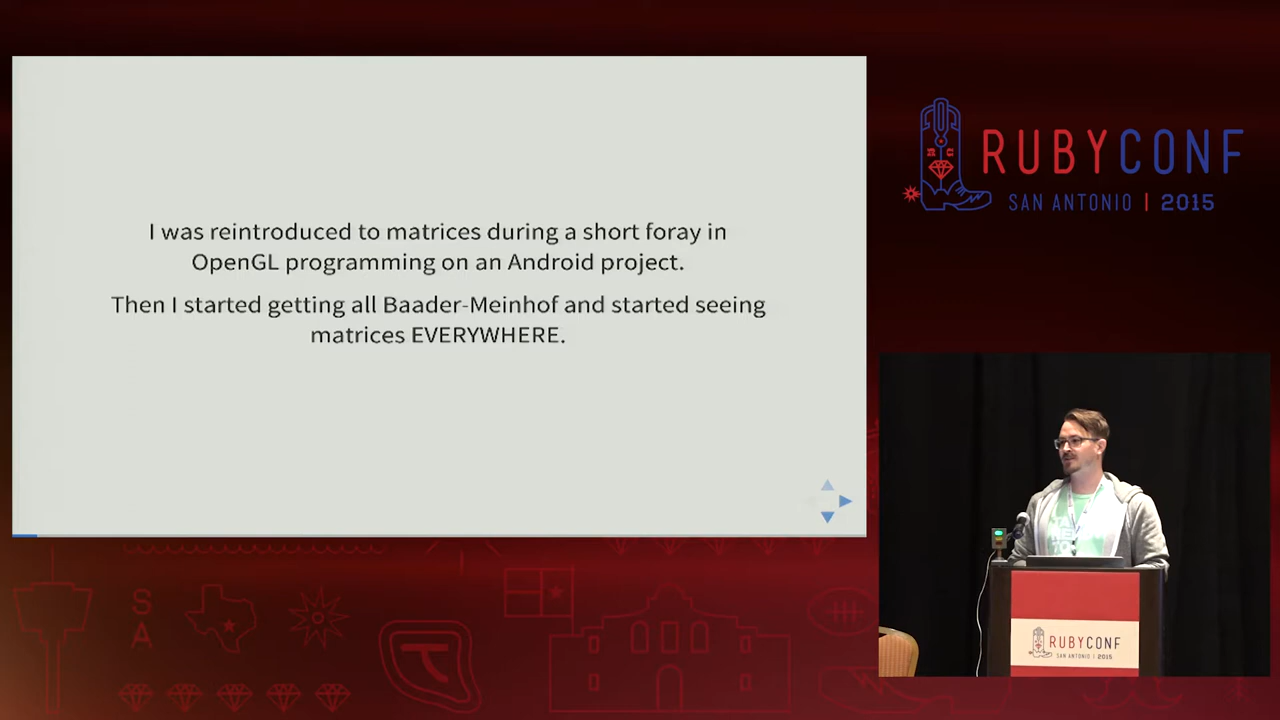 I was reintroduced to matrices during a short foray in
OpenGL programming on an Android project.
Then I started getting all Baader-Meinhof and started seeing
matrices EVERYWHERE.
RUBYCONF
SAN ANTONIO | 2015
S
A
RUBYCONF
SAN ANTONIO | 2015